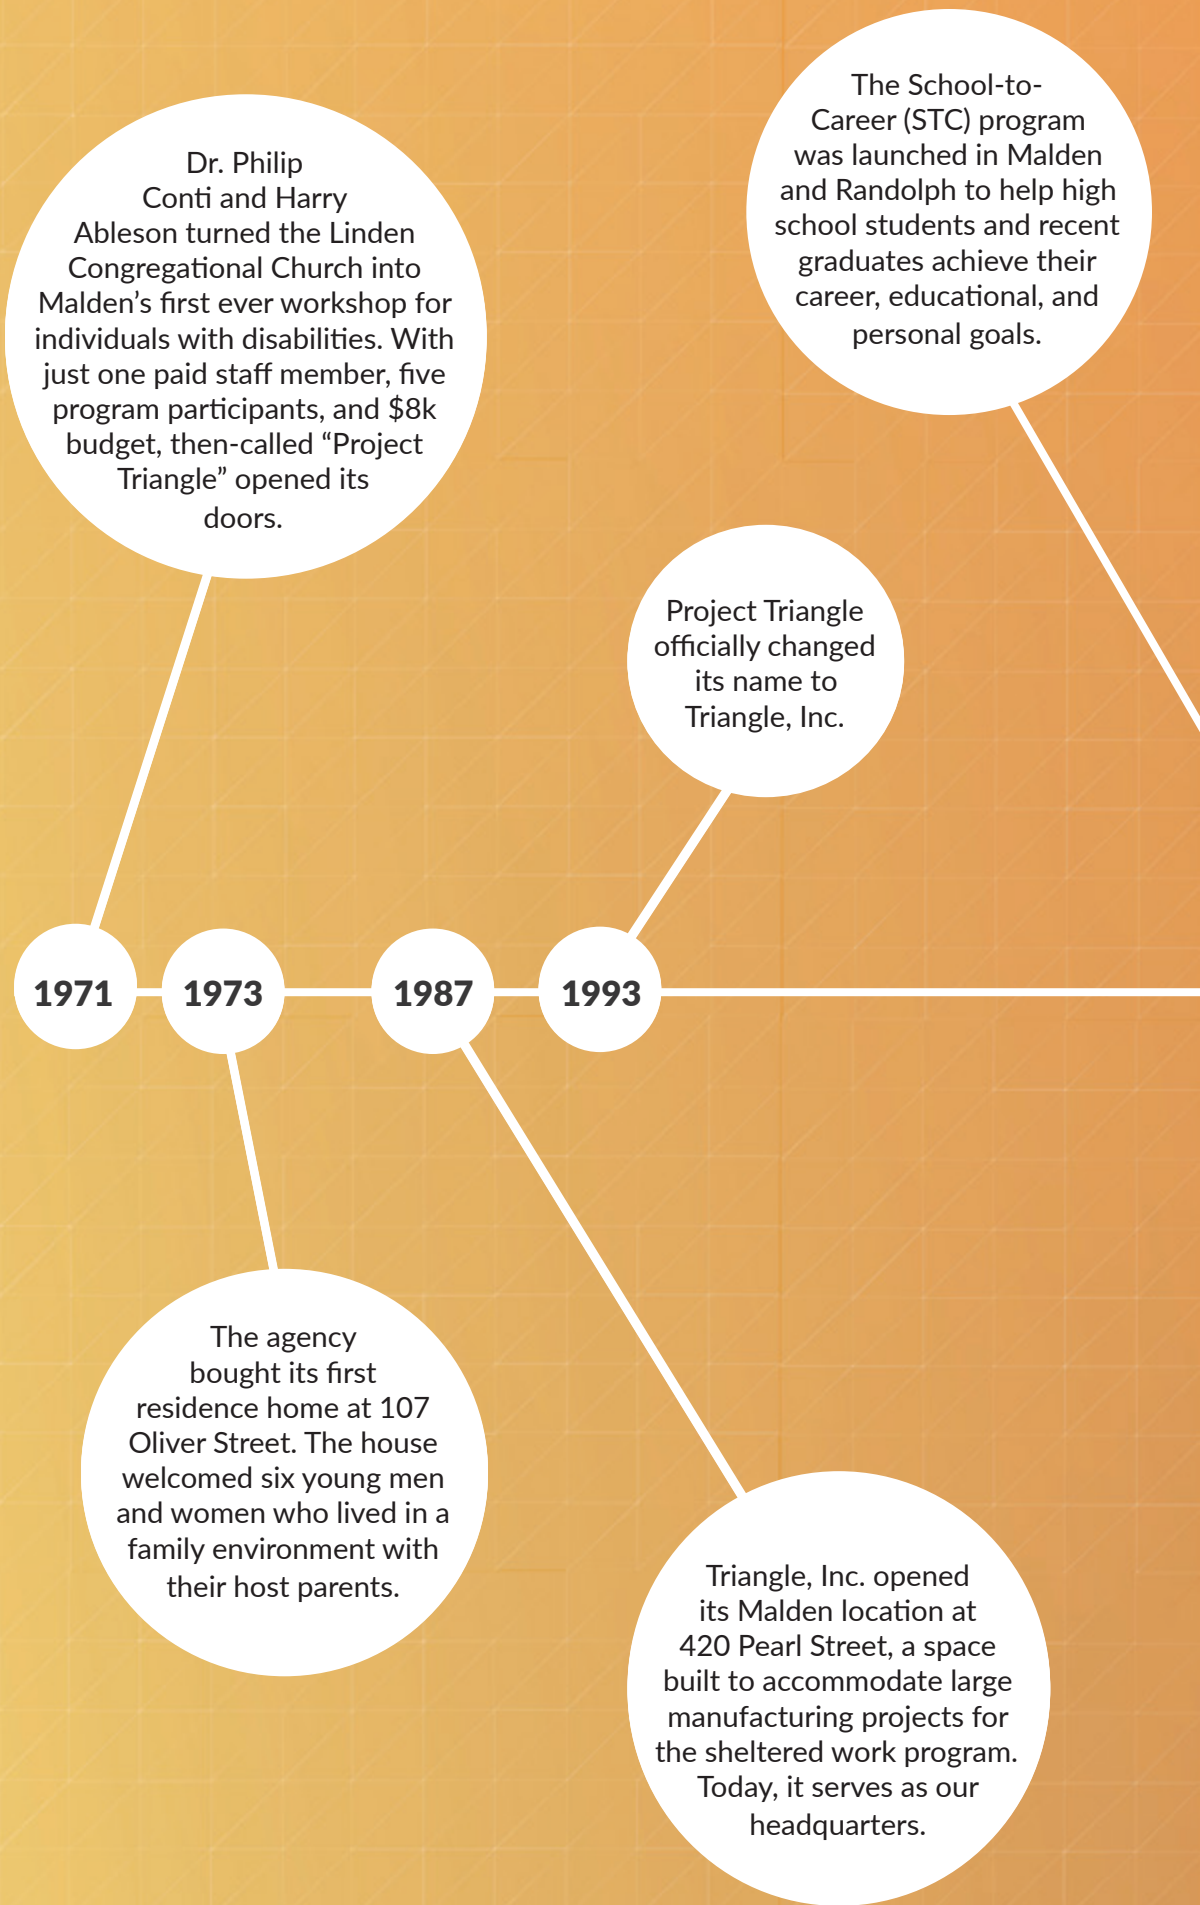 The School-to-
Career (STC) program
was launched in Malden
and Randolph to help high
school students and recent
graduates achieve their
career, educational, and
personal goals.
Dr. Philip
Conti and Harry
Ableson turned the Linden
Congregational Church into
Malden’s first ever workshop for
individuals with disabilities. With
just one paid staff member, five
program participants, and $8k
budget, then-called “Project
Triangle” opened its
doors.
Project Triangle
officially changed
its name to
Triangle, Inc.
1971
1973
1987
1993
The agency
bought its first
residence home at 107
Oliver Street. The house
welcomed six young men
and women who lived in a
family environment with
their host parents.
Triangle, Inc. opened
its Malden location at
420 Pearl Street, a space
built to accommodate large
manufacturing projects for
the sheltered work program.
Today, it serves as our
headquarters.